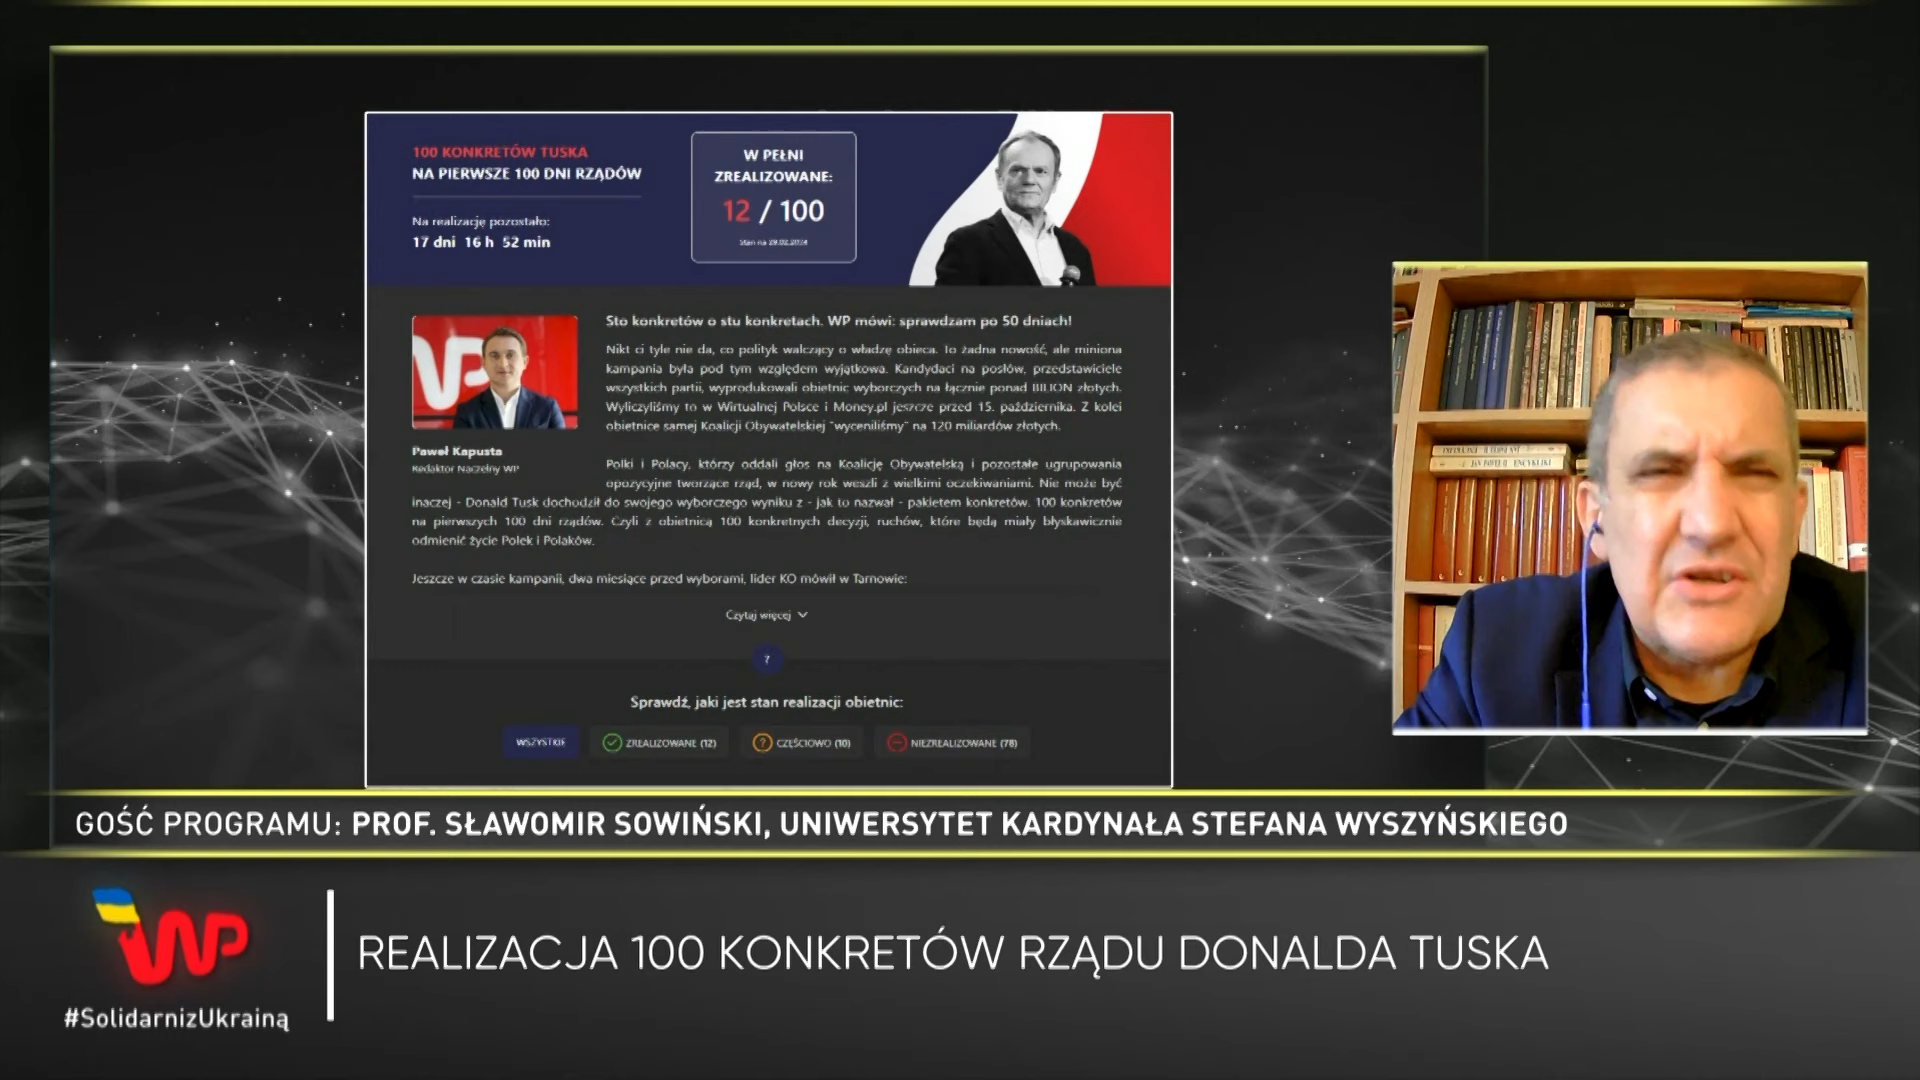 100 KONKRETÓW TUSKA
NA PIERWSZE 100 DNI RZĄDÓW
Na realizację pozostało:
17 dni 16 h 52 min
W PEŁNI
ZREALIZOWANE:
12 / 100
Stan na 29.02.2024
Sto konkretów o stu konkretach. WP mówi: sprawdzam po 50 dniach!
Nikt ci tyle nie da, co polityk walczący o władzę obieca. To żadna nowość, ale miniona
kampania była pod tym względem wyjątkowa. Kandydaci na posłów, przedstawiciele
wszystkich partii, wyprodukowali obietnic wyborczych na łącznie ponad BILION złotych.
Wyliczyliśmy to w Wirtualnej Polsce i Money.pl jeszcze przed 15. października. Z kolei
obietnice samej Koalicji Obywatelskiej "wyceniliśmy" na 120 miliardów złotych.
Paweł Kapusta
Redaktor Naczelny WP
Polki i Polacy, którzy oddali głos na Koalicję Obywatelską i pozostałe ugrupowania
opozycyjne tworzące rząd, w nowy rok weszli z wielkimi oczekiwaniami. Nie może być
inaczej - Donald Tusk dochodził do swojego wyborczego wyniku z - jak to nazwał - pakietem konkretów. 100 konkretów
na pierwszych 100 dni rządów. Czyli z obietnicą 100 konkretnych decyzji, ruchów, które będą miały błyskawicznie
odmienić życie Polek i Polaków.
Jeszcze w czasie kampanii, dwa miesiące przed wyborami, lider KO mówił w Tarnowie:
Czytaj więcej
?
Sprawdź, jaki jest stan realizacji obietnic:
WSZYSTKIE ZREALIZOWANE (12) ? CZĘŚCIOWO (10) NIEZREALIZOWANE (78)
GOŚĆ PROGRAMU: PROF. SŁAWOMIR SOWIŃSKI, UNIWERSYTET KARDYNAŁA STEFANA WYSZYŃSKIEGO
WP
#SolidarnizUkrainą
REALIZACJA 100 KONKRETÓW RZĄDU DONALDA TUSKA